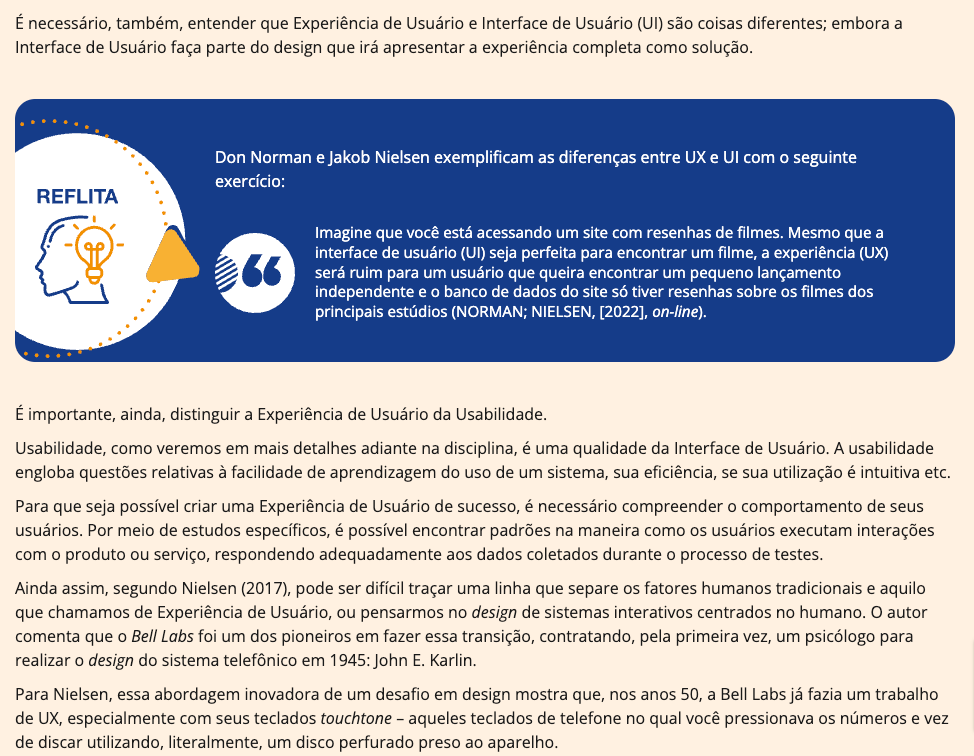 É necessário, também, entender que Experiência de Usuário e Interface de Usuário (UI) são coisas diferentes; embora a
Interface de Usuário faça parte do design que irá apresentar a experiência completa como solução.
REFLITA
Don Norman e Jakob Nielsen exemplificam as diferenças entre UX e UI com o seguinte
exercício:
Imagine que você está acessando um site com resenhas de filmes. Mesmo que a
interface de usuário (UI) seja perfeita para encontrar um filme, a experiência (UX)
será ruim para um usuário que queira encontrar um pequeno lançamento
independente e o banco de dados do site só tiver resenhas sobre os filmes dos
principais estúdios (NORMAN; NIELSEN, [2022], on-line).
É importante, ainda, distinguir a Experiência de Usuário da Usabilidade.
Usabilidade, como veremos em mais detalhes adiante na disciplina, é uma qualidade da Interface de Usuário. A usabilidade
engloba questões relativas à facilidade de aprendizagem do uso de um sistema, sua eficiência, se sua utilização é intuitiva etc.
Para que seja possível criar uma Experiência de Usuário de sucesso, é necessário compreender o comportamento de seus
usuários. Por meio de estudos específicos, é possível encontrar padrões na maneira como os usuários executam interações
com o produto ou serviço, respondendo adequadamente aos dados coletados durante o processo de testes.
Ainda assim, segundo Nielsen (2017), pode ser difícil traçar uma linha que separe os fatores humanos tradicionais e aquilo
que chamamos de Experiência de Usuário, ou pensarmos no design de sistemas interativos centrados no humano. O autor
comenta que o Bell Labs foi um dos pioneiros em fazer essa transição, contratando, pela primeira vez, um psicólogo para
realizar o design do sistema telefônico em 1945: John E. Karlin.
Para Nielsen, essa abordagem inovadora de um desafio em design mostra que, nos anos 50, a Bell Labs já fazia um trabalho
de UX, especialmente com seus teclados touchtone – aqueles teclados de telefone no qual você pressionava os números e vez
de discar utilizando, literalmente, um disco perfurado preso ao aparelho.